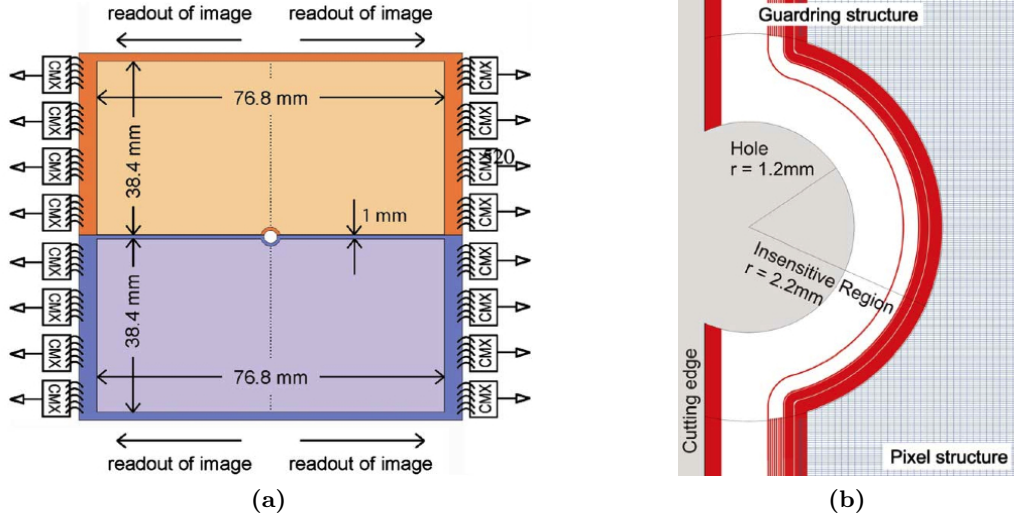 readout of image readout of image
CMX CMX
CMX CMX
CMX CMX
CMX CMX
CMX CMX
CMX CMX
CMX CMX
CMX CMX
76.8 mm
38.4 mm
520
1 mm
38.4 mm
76.8 mm
readout of image readout of image
(a)
Guardring structure
Hole
r = 1.2mm
Insensitive Region
r = 2.2mm
Cutting edge
Pixel structure
(b)